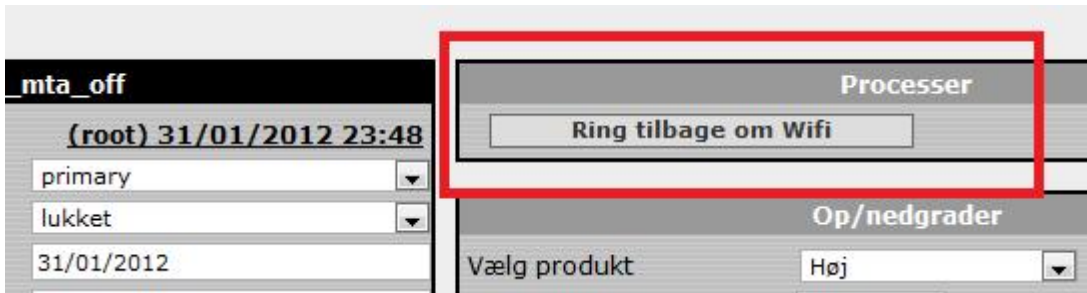 _mta_off
(root) 31/01/2012 23:48
primary
lukket
31/01/2012
Processer
Ring tilbage om Wifi
Op/nedgrader
Vælg produkt
Høj